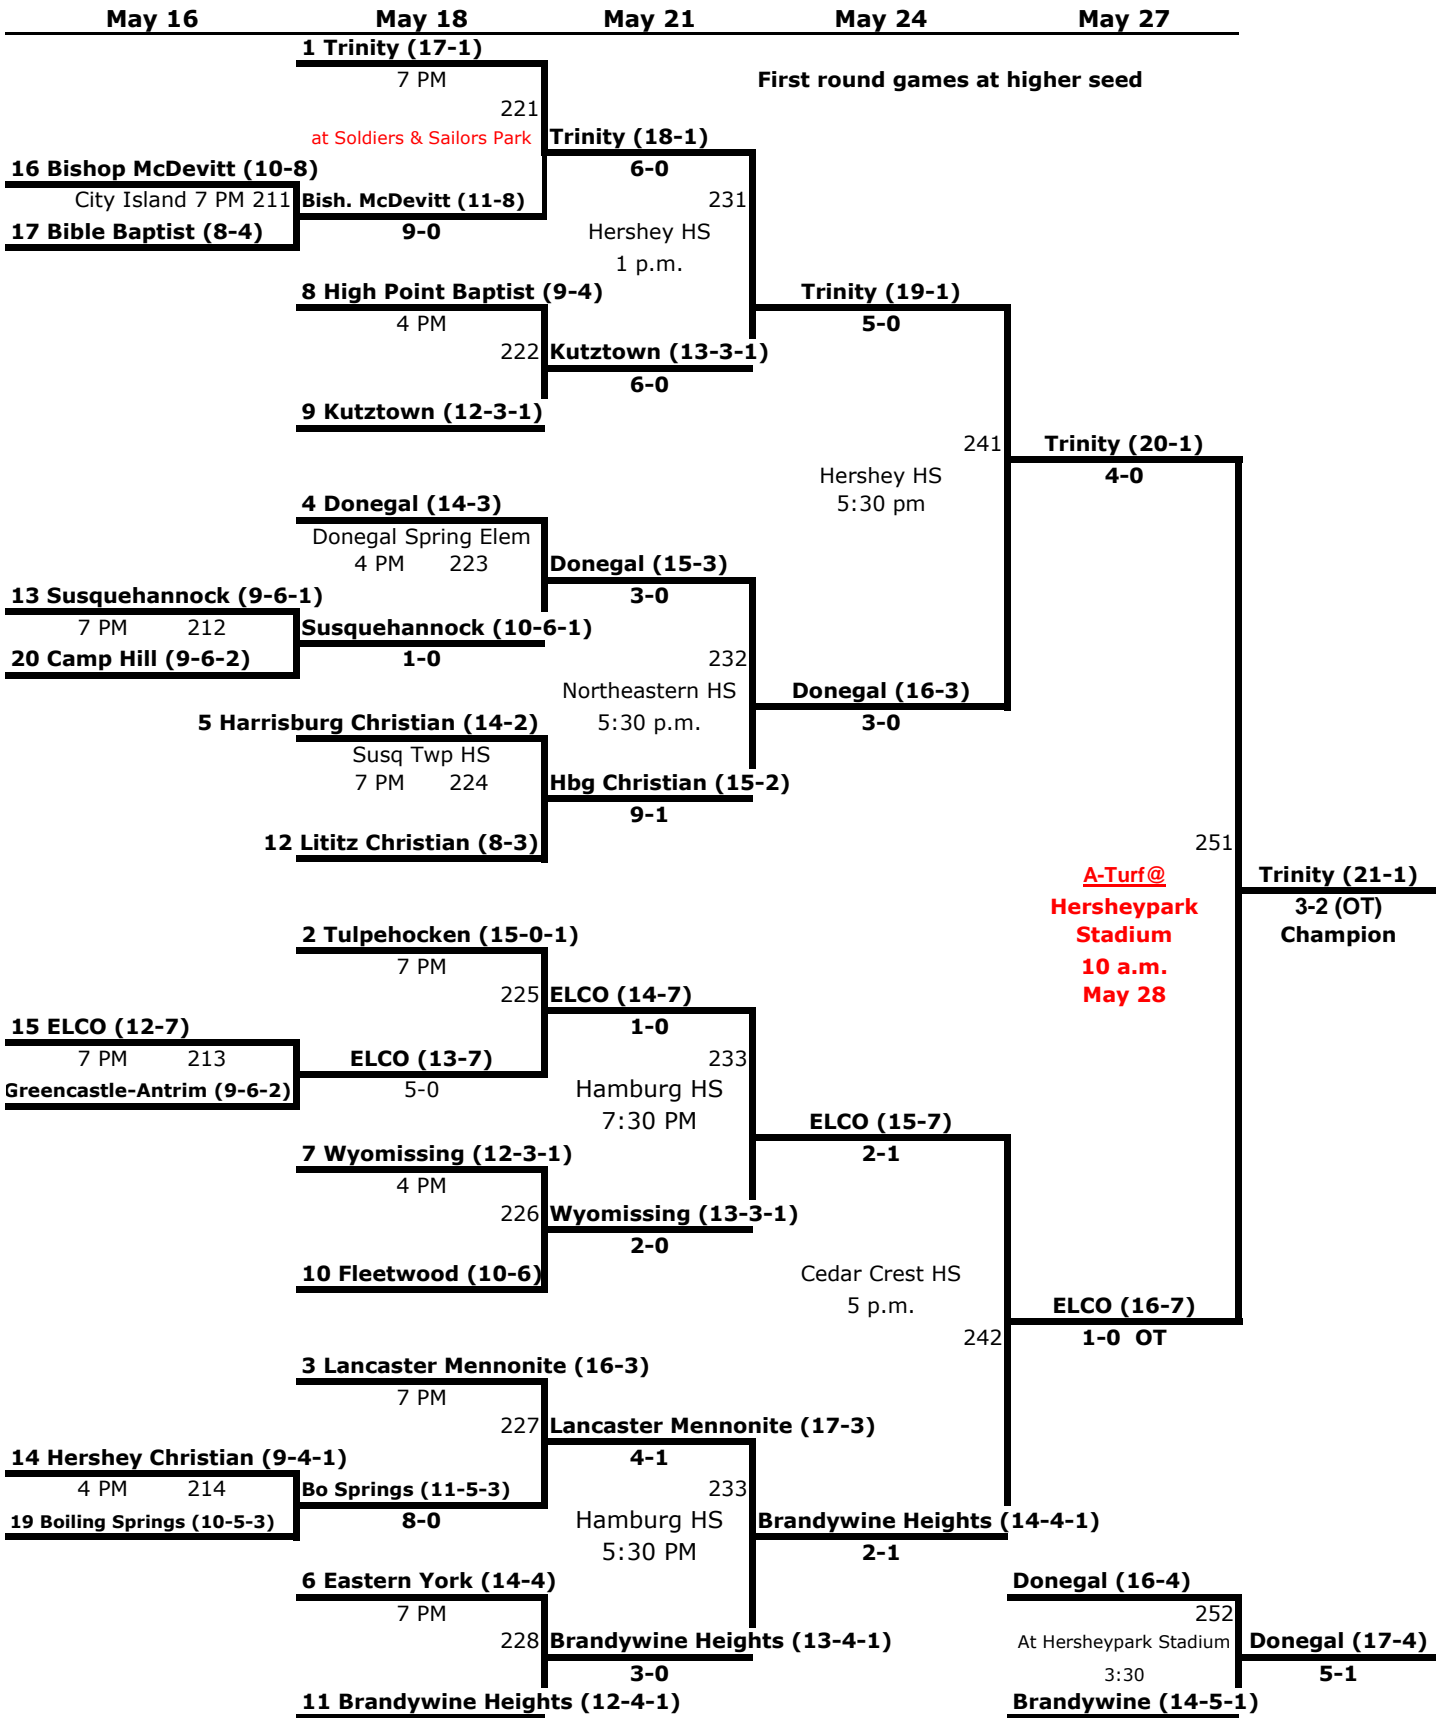 May 16 May 18 May 21 May 24 May 27
1 Trinity (17-1)
7 PM First round games at higher seed
221
at Soldiers & Sailors Park Trinity (18-1)
16 Bishop McDevitt (10-8) 6-0
City Island 7 PM 211 Bish. McDevitt (11-8) 231
17 Bible Baptist (8-4) 9-0 Hershey HS
1 p.m.
8 High Point Baptist (9-4) Trinity (19-1)
4 PM 5-0
222 Kutztown (13-3-1)
6-0
9 Kutztown (12-3-1)
241 Trinity (20-1)
Hershey HS 4-0
4 Donegal (14-3) 5:30 pm
Donegal Spring Elem
4 PM 223 Donegal (15-3)
13 Susquehannock (9-6-1) 3-0
7 PM 212 Susquehannock (10-6-1)
20 Camp Hill (9-6-2) 1-0 232
Northeastern HS Donegal (16-3)
5 Harrisburg Christian (14-2) 5:30 p.m. 3-0
Susq Twp HS
7 PM 224 Hbg Christian (15-2)
9-1
12 Lititz Christian (8-3) 251
A-Turf@ Trinity (21-1)
Hersheypark 3-2 (OT)
2 Tulpehocken (15-0-1) Stadium Champion
7 PM 10 a.m.
225 ELCO (14-7) May 28
15 ELCO (12-7) 1-0
7 PM 213 ELCO (13-7) 233
Greencastle-Antrim (9-6-2) 5-0 Hamburg HS
7:30 PM ELCO (15-7)
7 Wyomissing (12-3-1) 2-1
4 PM
226 Wyomissing (13-3-1)
2-0
10 Fleetwood (10-6) Cedar Crest HS
5 p.m. ELCO (16-7)
242 1-0 OT
3 Lancaster Mennonite (16-3)
7 PM
227 Lancaster Mennonite (17-3)
14 Hershey Christian (9-4-1) 4-1
4 PM 214 Bo Springs (11-5-3) 233
19 Boiling Springs (10-5-3) 8-0 Hamburg HS Brandywine Heights (14-4-1)
5:30 PM 2-1
6 Eastern York (14-4) Donegal (16-4)
7 PM 252
228 Brandywine Heights (13-4-1) At Hersheypark Stadium Donegal (17-4)
3-0 3:30 5-1
11 Brandywine Heights (12-4-1) Brandywine (14-5-1)